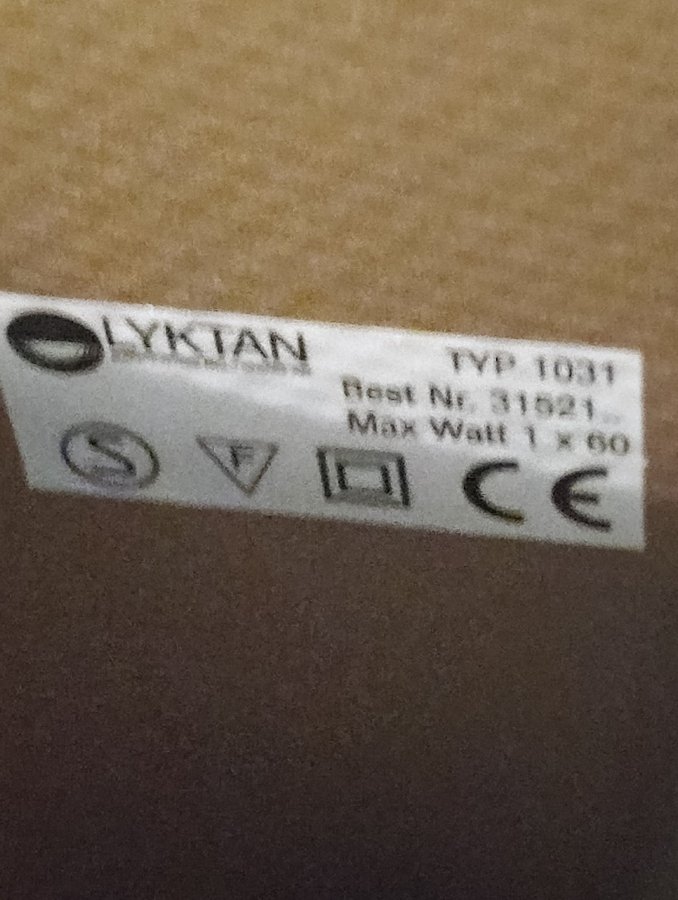 LYKTAN
TYP 1031
Best Nr. 31521
Max Watt 1 x 60
S F CE